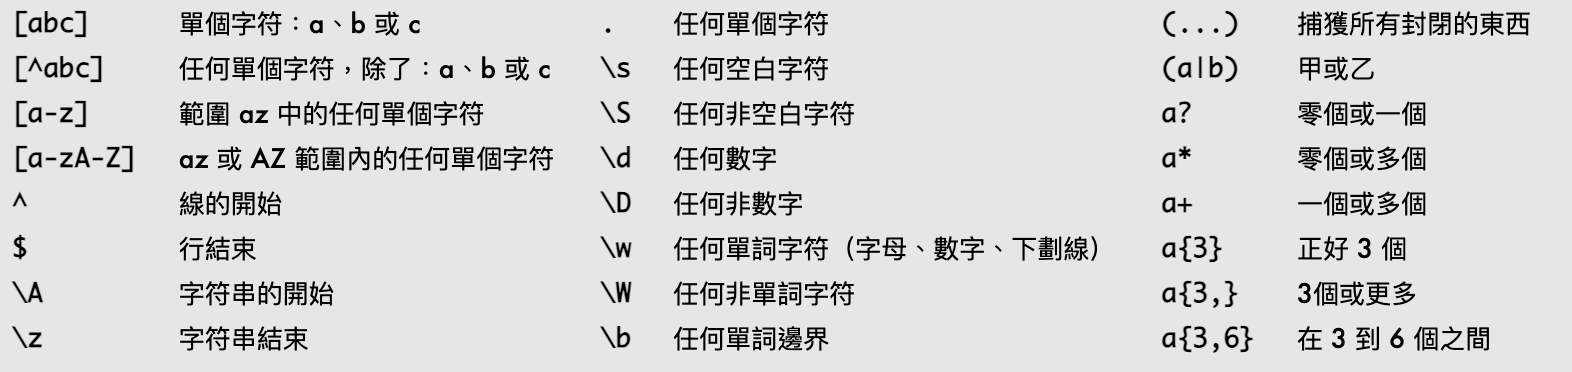 [abc] 單個字符：a、b 或 c . 任何單個字符 (...) 捕獲所有封閉的東西
[^abc] 任何單個字符，除了：a、b 或 c \s 任何空白字符 (a|b) 甲或乙
[a-z] 範圍 az 中的任何單個字符 \S 任何非空白字符 a? 零個或一個
[a-zA-Z] az 或 AZ 範圍內的任何單個字符 \d 任何數字 a* 零個或多個
^ 線的開始 \D 任何非數字 a+ 一個或多個
$ 行結束 \w 任何單詞字符（字母、數字、下劃線） a{3} 正好 3 個
\A 字符串的開始 \W 任何非單詞字符 a{3,} 3個或更多
\z 字符串結束 \b 任何單詞邊界 a{3,6} 在 3 到 6 個之間